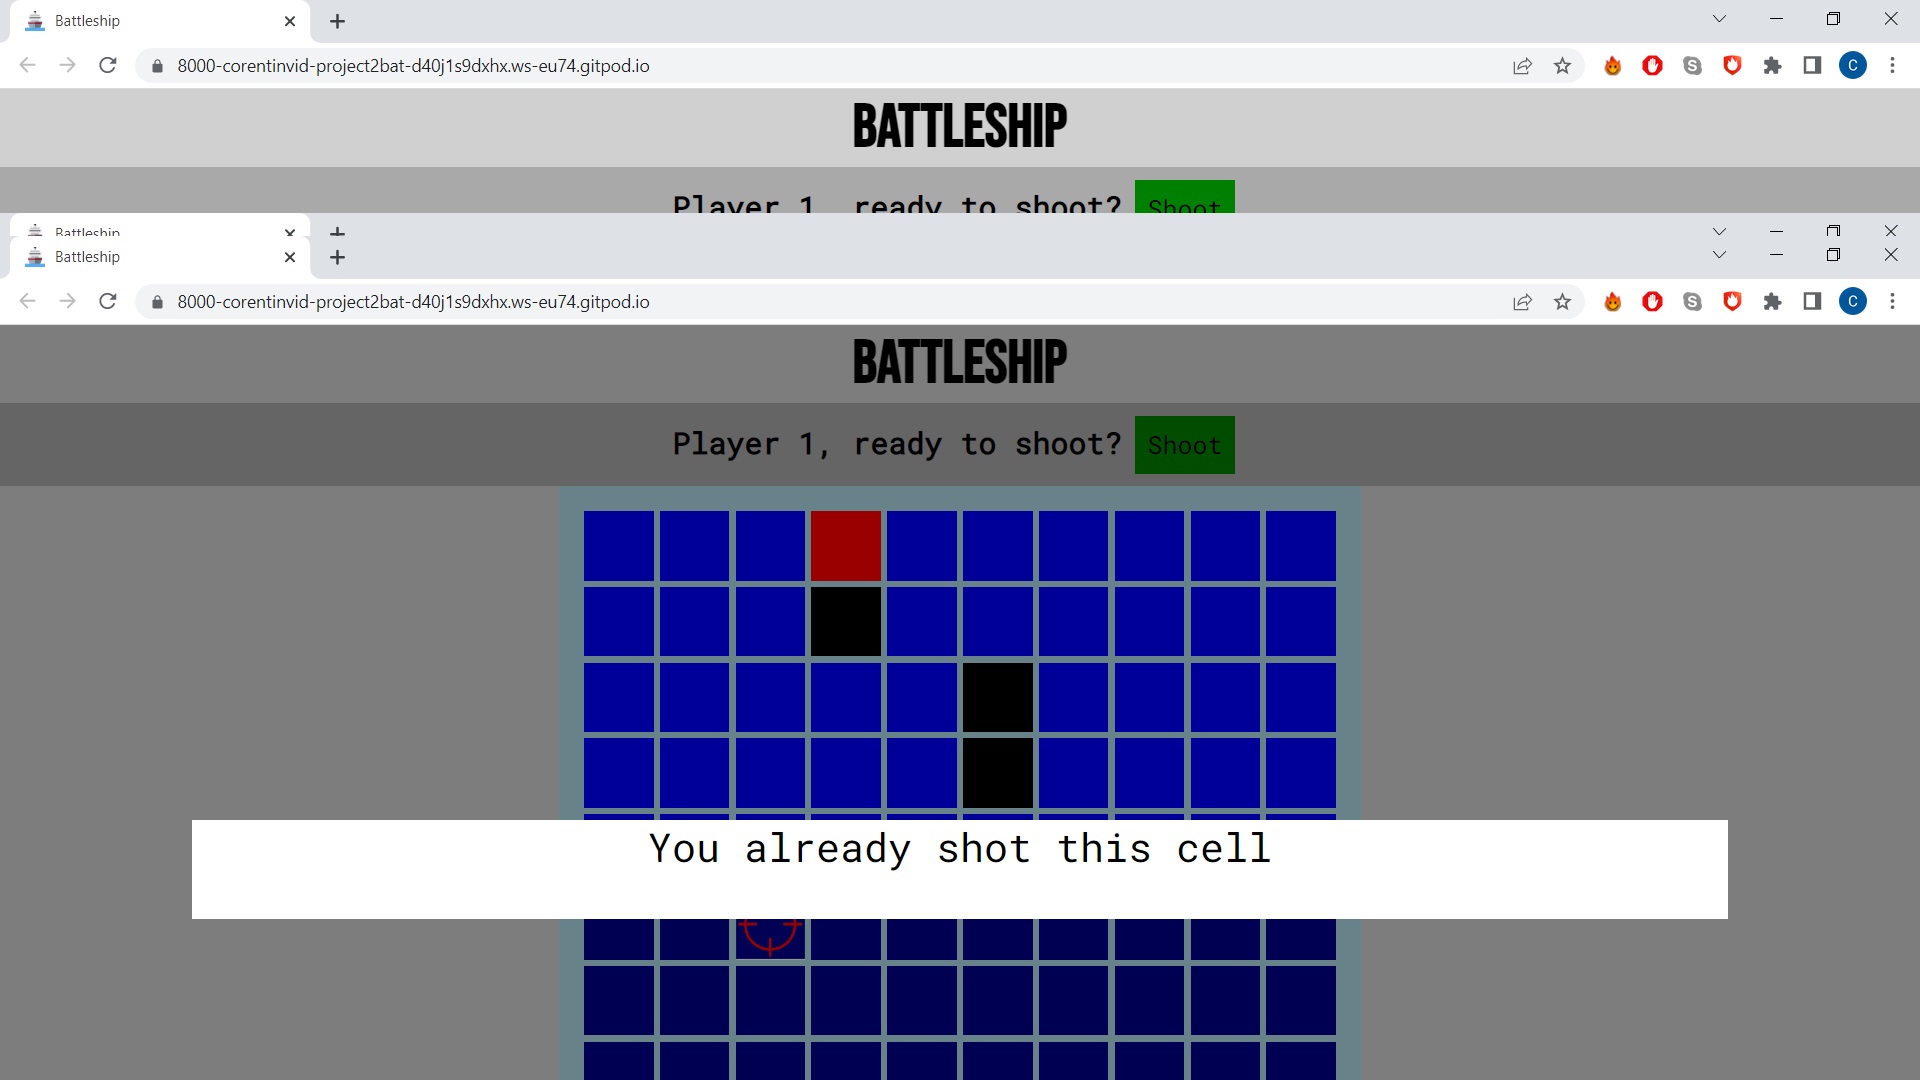 Battleship
8000-corentinvid-project2bat-d40j1s9dxhx.ws-eu74.gitpod.io
C
BATTLESHIP
Player 1, ready to shoot? Shoot
Battleship
Battleship
8000-corentinvid-project2bat-d40j1s9dxhx.ws-eu74.gitpod.io
C
BATTLESHIP
Player 1, ready to shoot? Shoot
You already shot this cell